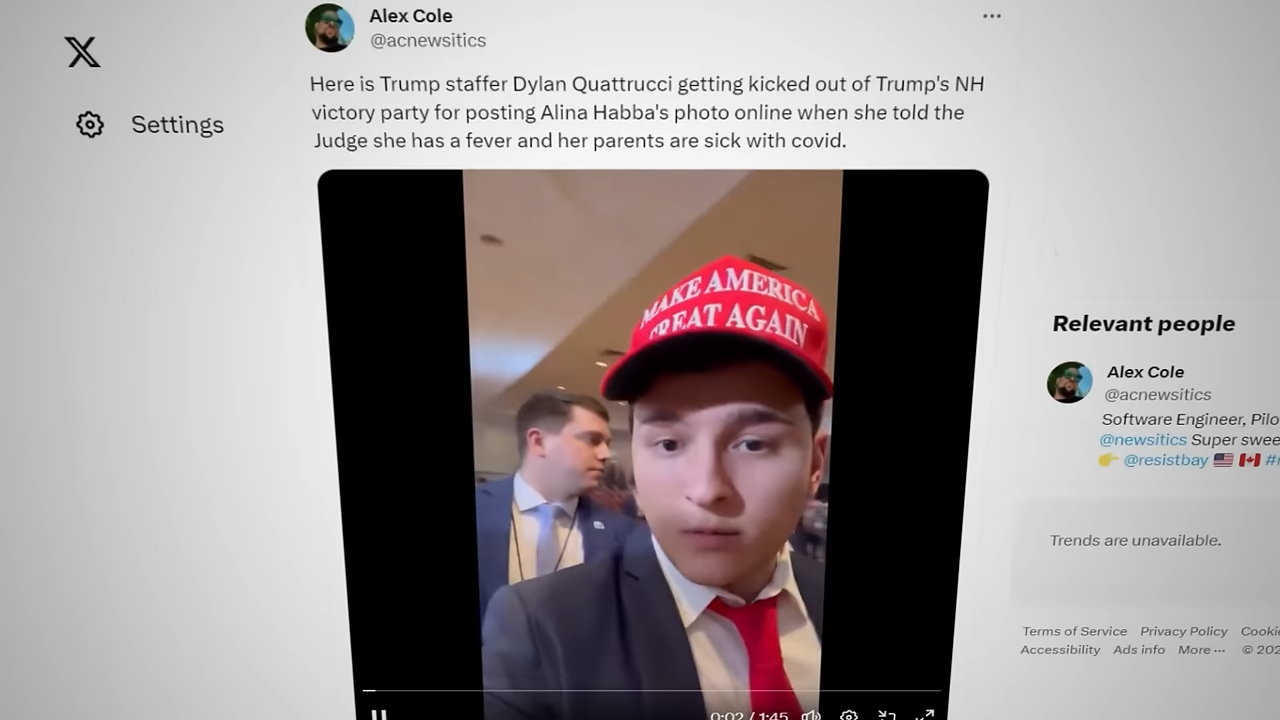 Alex Cole
@acnewsitics
Settings
Here is Trump staffer Dylan Quattrucci getting kicked out of Trump's NH
victory party for posting Alina Habba's photo online when she told the
Judge she has a fever and her parents are sick with covid.
MAKE AMERICA
GREAT AGAIN
0:02 / 1:45
Relevant people
Alex Cole
@acnewsitics
Software Engineer, Pilo
@newsitics Super swee
@resistbay
Trends are unavailable.
Terms of Service Privacy Policy Cookie
Accessibility Ads info More ... © 202